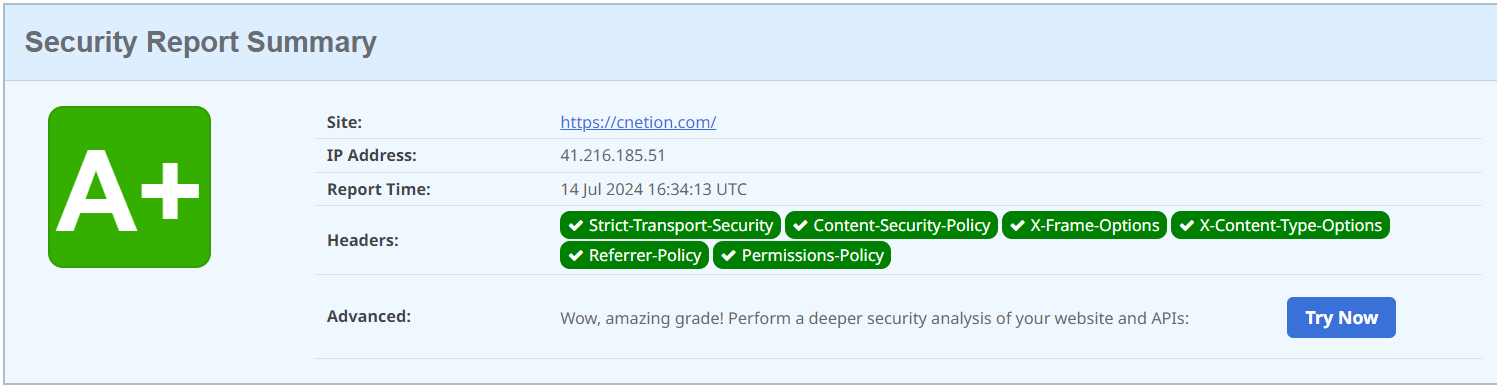 Security Report Summary
A+
Site: https://cnetion.com/
IP Address: 41.216.185.51
Report Time: 14 Jul 2024 16:34:13 UTC
Headers: Strict-Transport-Security Content-Security-Policy X-Frame-Options X-Content-Type-Options
Referrer-Policy Permissions-Policy
Advanced: Wow, amazing grade! Perform a deeper security analysis of your website and APIs: Try Now